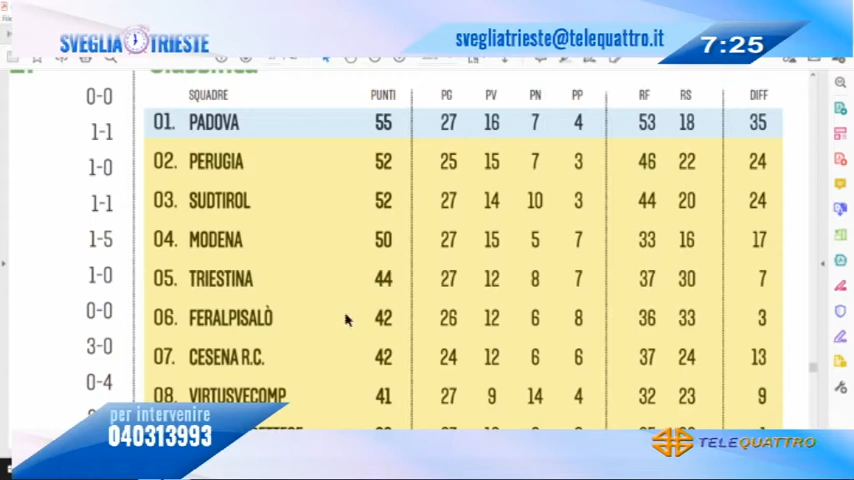 SVEGLIA TRIESTE
svegliatrieste@telequattro.it
7:25
Classifica
SQUADRE PUNTI PG PV PN PP RF RS DIFF
0-0
01. PADOVA 55 27 16 7 4 53 18 35
1-1
02. PERUGIA 52 25 15 7 3 46 22 24
1-0
03. SUDTIROL 52 27 14 10 3 44 20 24
1-1
04. MODENA 50 27 15 5 7 33 16 17
1-5
05. TRIESTINA 44 27 12 8 7 37 30 7
1-0
06. FERALPISALÒ 42 26 12 6 8 36 33 3
0-0
07. CESENA R.C. 42 24 12 6 6 37 24 13
3-0
08. VIRTUSVECOMP 41 27 9 14 4 32 23 9
0-4
per intervenire
040313993
TELEQUATTRO